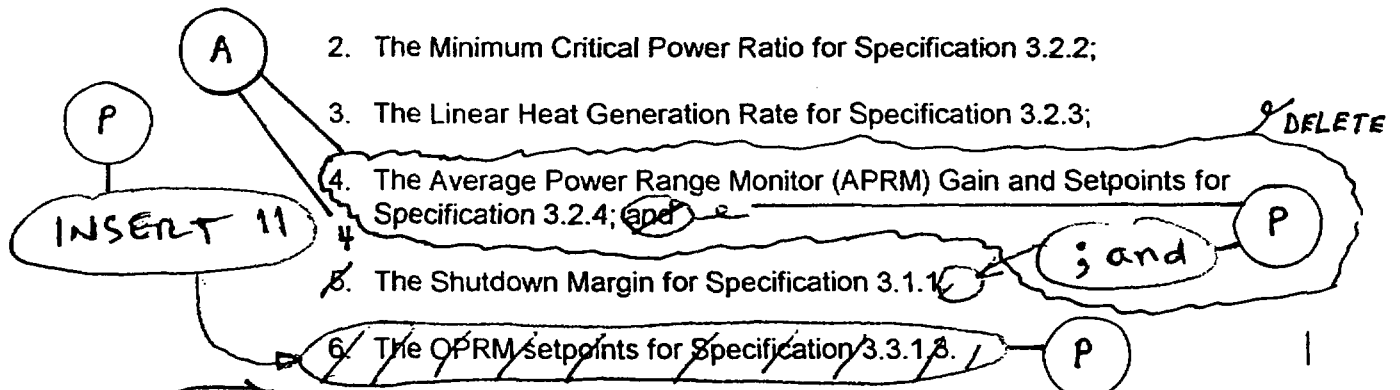 A
2. The Minimum Critical Power Ratio for Specification 3.2.2;
P
3. The Linear Heat Generation Rate for Specification 3.2.3;
DELETE
4. The Average Power Range Monitor (APRM) Gain and Setpoints for
Specification 3.2.4; and
P
INSERT 11
4
; and
5. The Shutdown Margin for Specification 3.1.1
6. The OPRM setpoints for Specification 3.3.1.3.
P